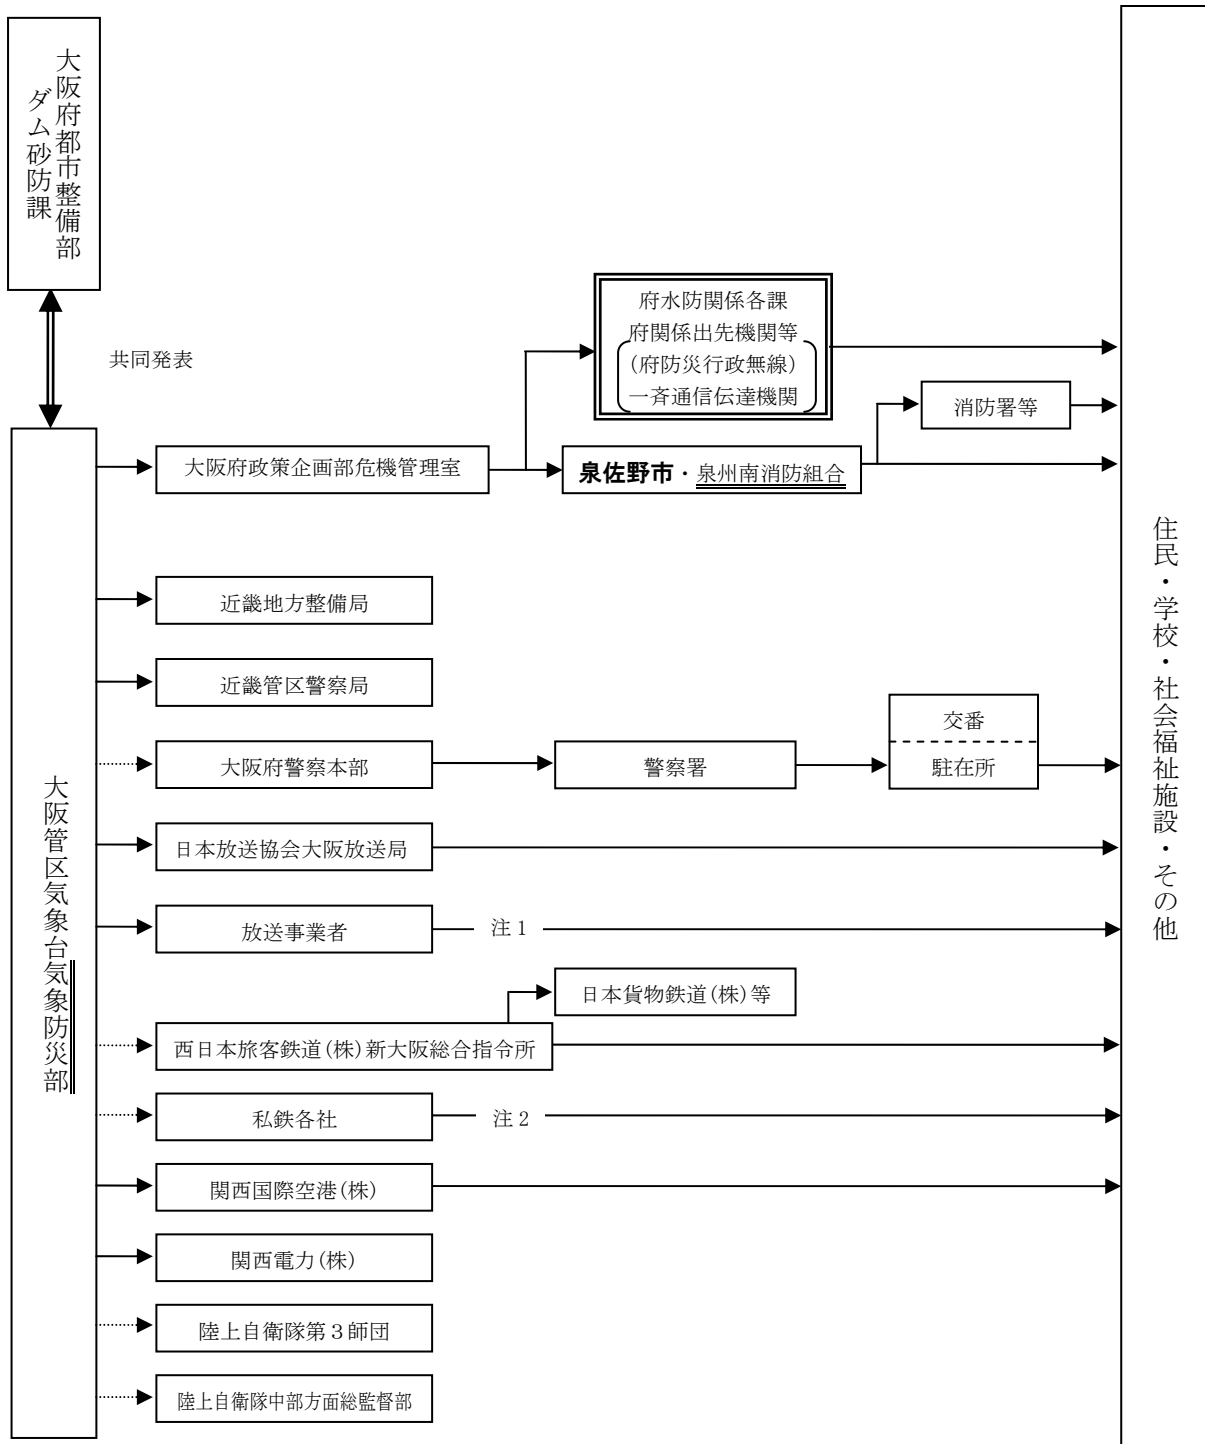 大阪府都市整備部
ダム砂防課
共同発表
府水防関係各課
府関係出先機関等
(府防災行政無線)
一斉通信伝達機関
消防署等
大阪府政策企画部危機管理室
泉佐野市・泉州南消防組合
近畿地方整備局
近畿管区警察局
大阪府警察本部
警察署
交番
駐在所
日本放送協会大阪放送局
放送事業者
注1
日本貨物鉄道(株)等
西日本旅客鉄道(株)新大阪総合指令所
私鉄各社
注2
関西国際空港(株)
関西電力(株)
陸上自衛隊第3師団
陸上自衛隊中部方面総監督部
大阪管区気象台気象防災部
住民・学校・社会福祉施設・その他